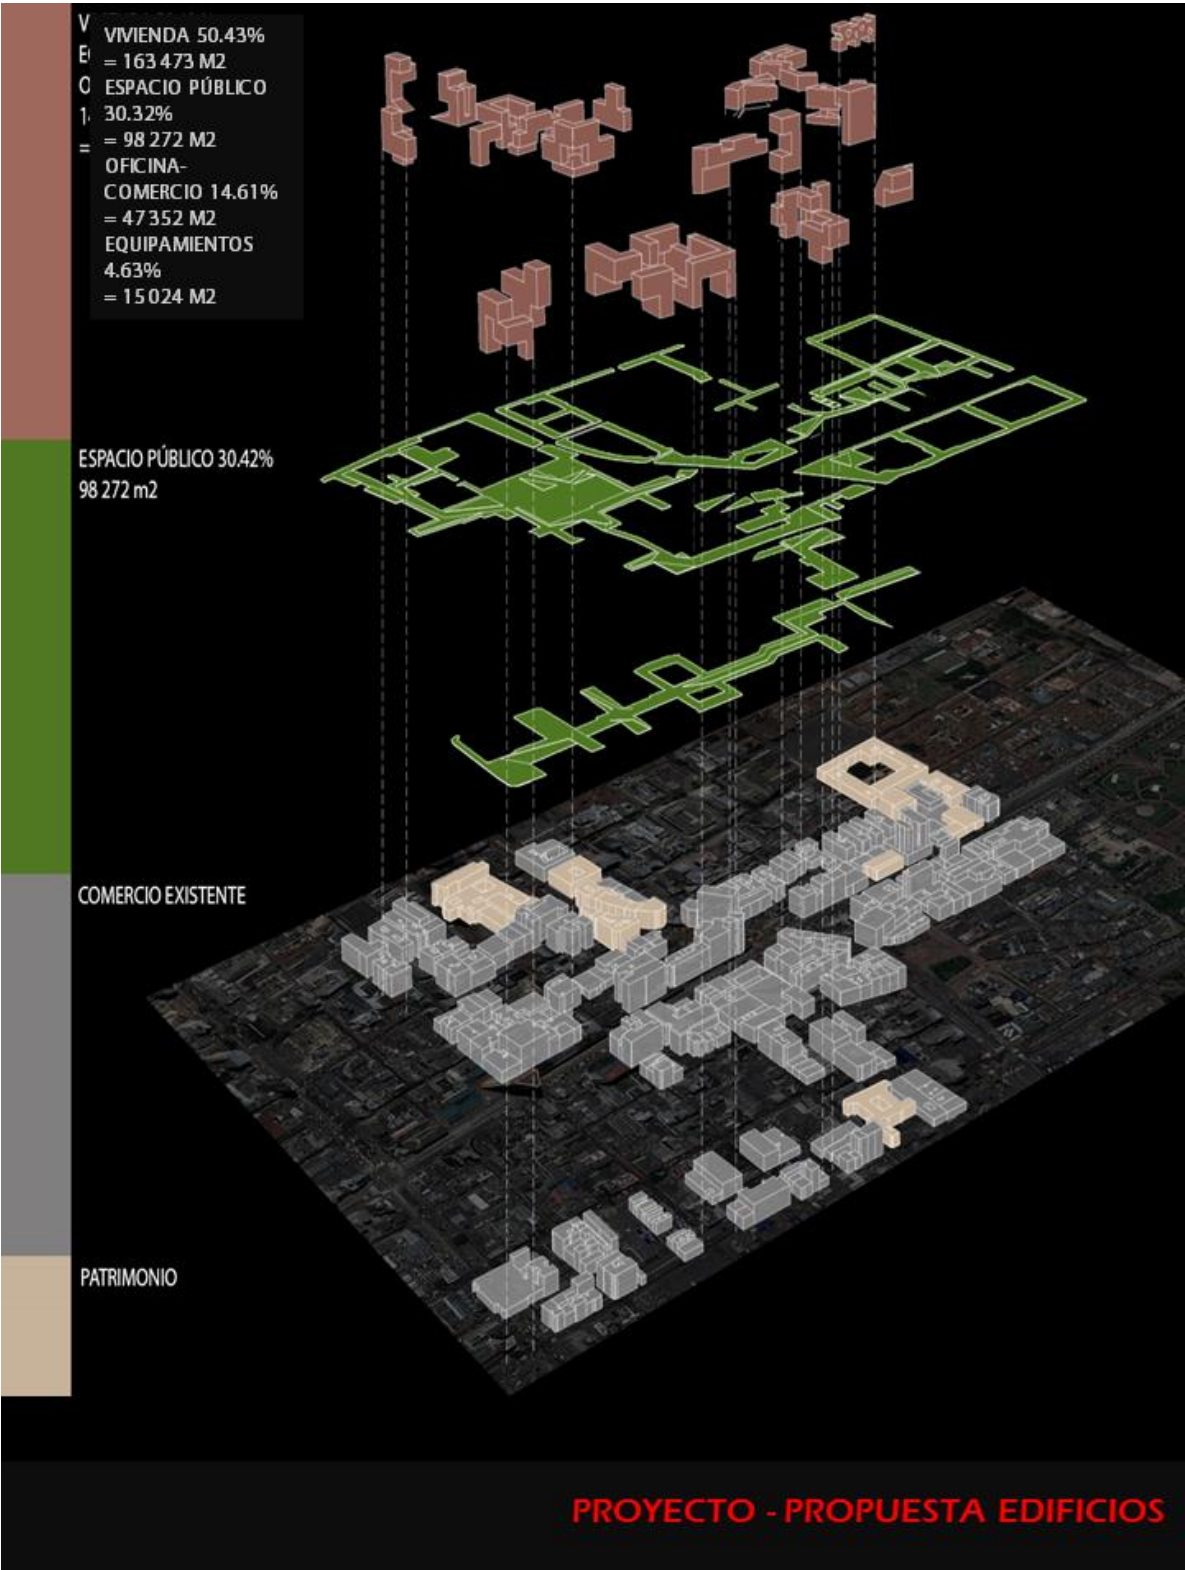 VIVIENDA 50.43%
= 163 473 M2
ESPACIO PÚBLICO
30.32%
= 98 272 M2
OFICINA-
COMERCIO 14.61%
= 47 352 M2
EQUIPAMIENTOS
4.63%
= 15 024 M2
ESPACIO PÚBLICO 30.42%
98 272 m2
COMERCIO EXISTENTE
PATRIMONIO
PROYECTO - PROPUESTA EDIFICIOS